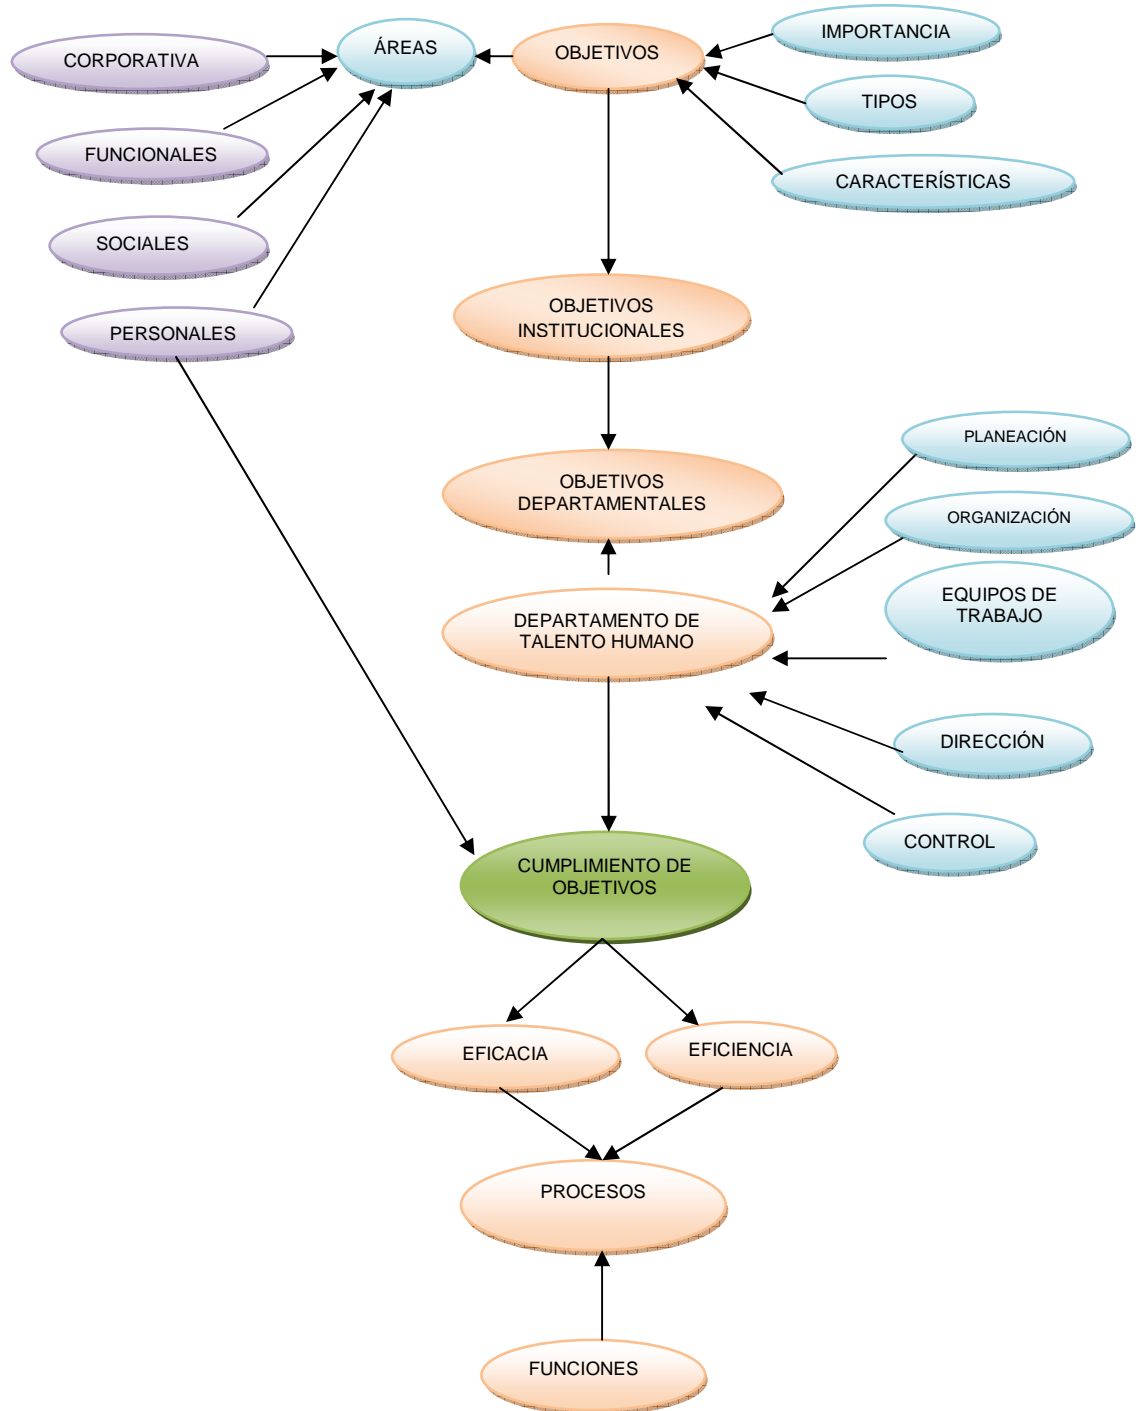 CORPORATIVA
ÁREAS
OBJETIVOS
IMPORTANCIA
TIPOS
FUNCIONALES
CARACTERÍSTICAS
SOCIALES
PERSONALES
OBJETIVOS
INSTITUCIONALES
PLANEACIÓN
OBJETIVOS
DEPARTAMENTALES
ORGANIZACIÓN
EQUIPOS DE
TRABAJO
DEPARTAMENTO DE
TALENTO HUMANO
DIRECCIÓN
CONTROL
CUMPLIMIENTO DE
OBJETIVOS
EFICACIA
EFICIENCIA
PROCESOS
FUNCIONES